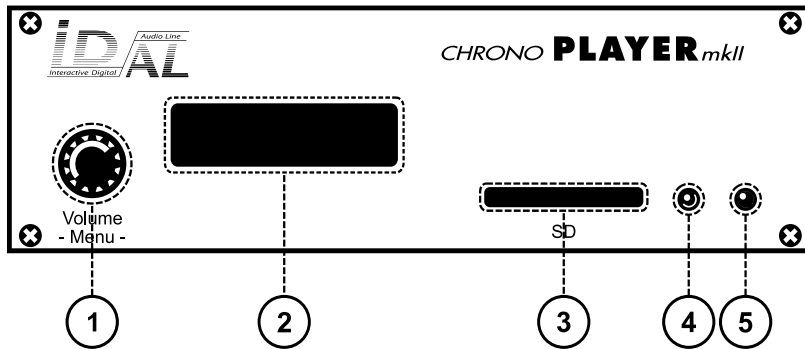 iD AL
Audio Line
Interactive Digital
CHRONO PLAYER mkII
Volume
- Menu -
SD
1
2
3
4
5